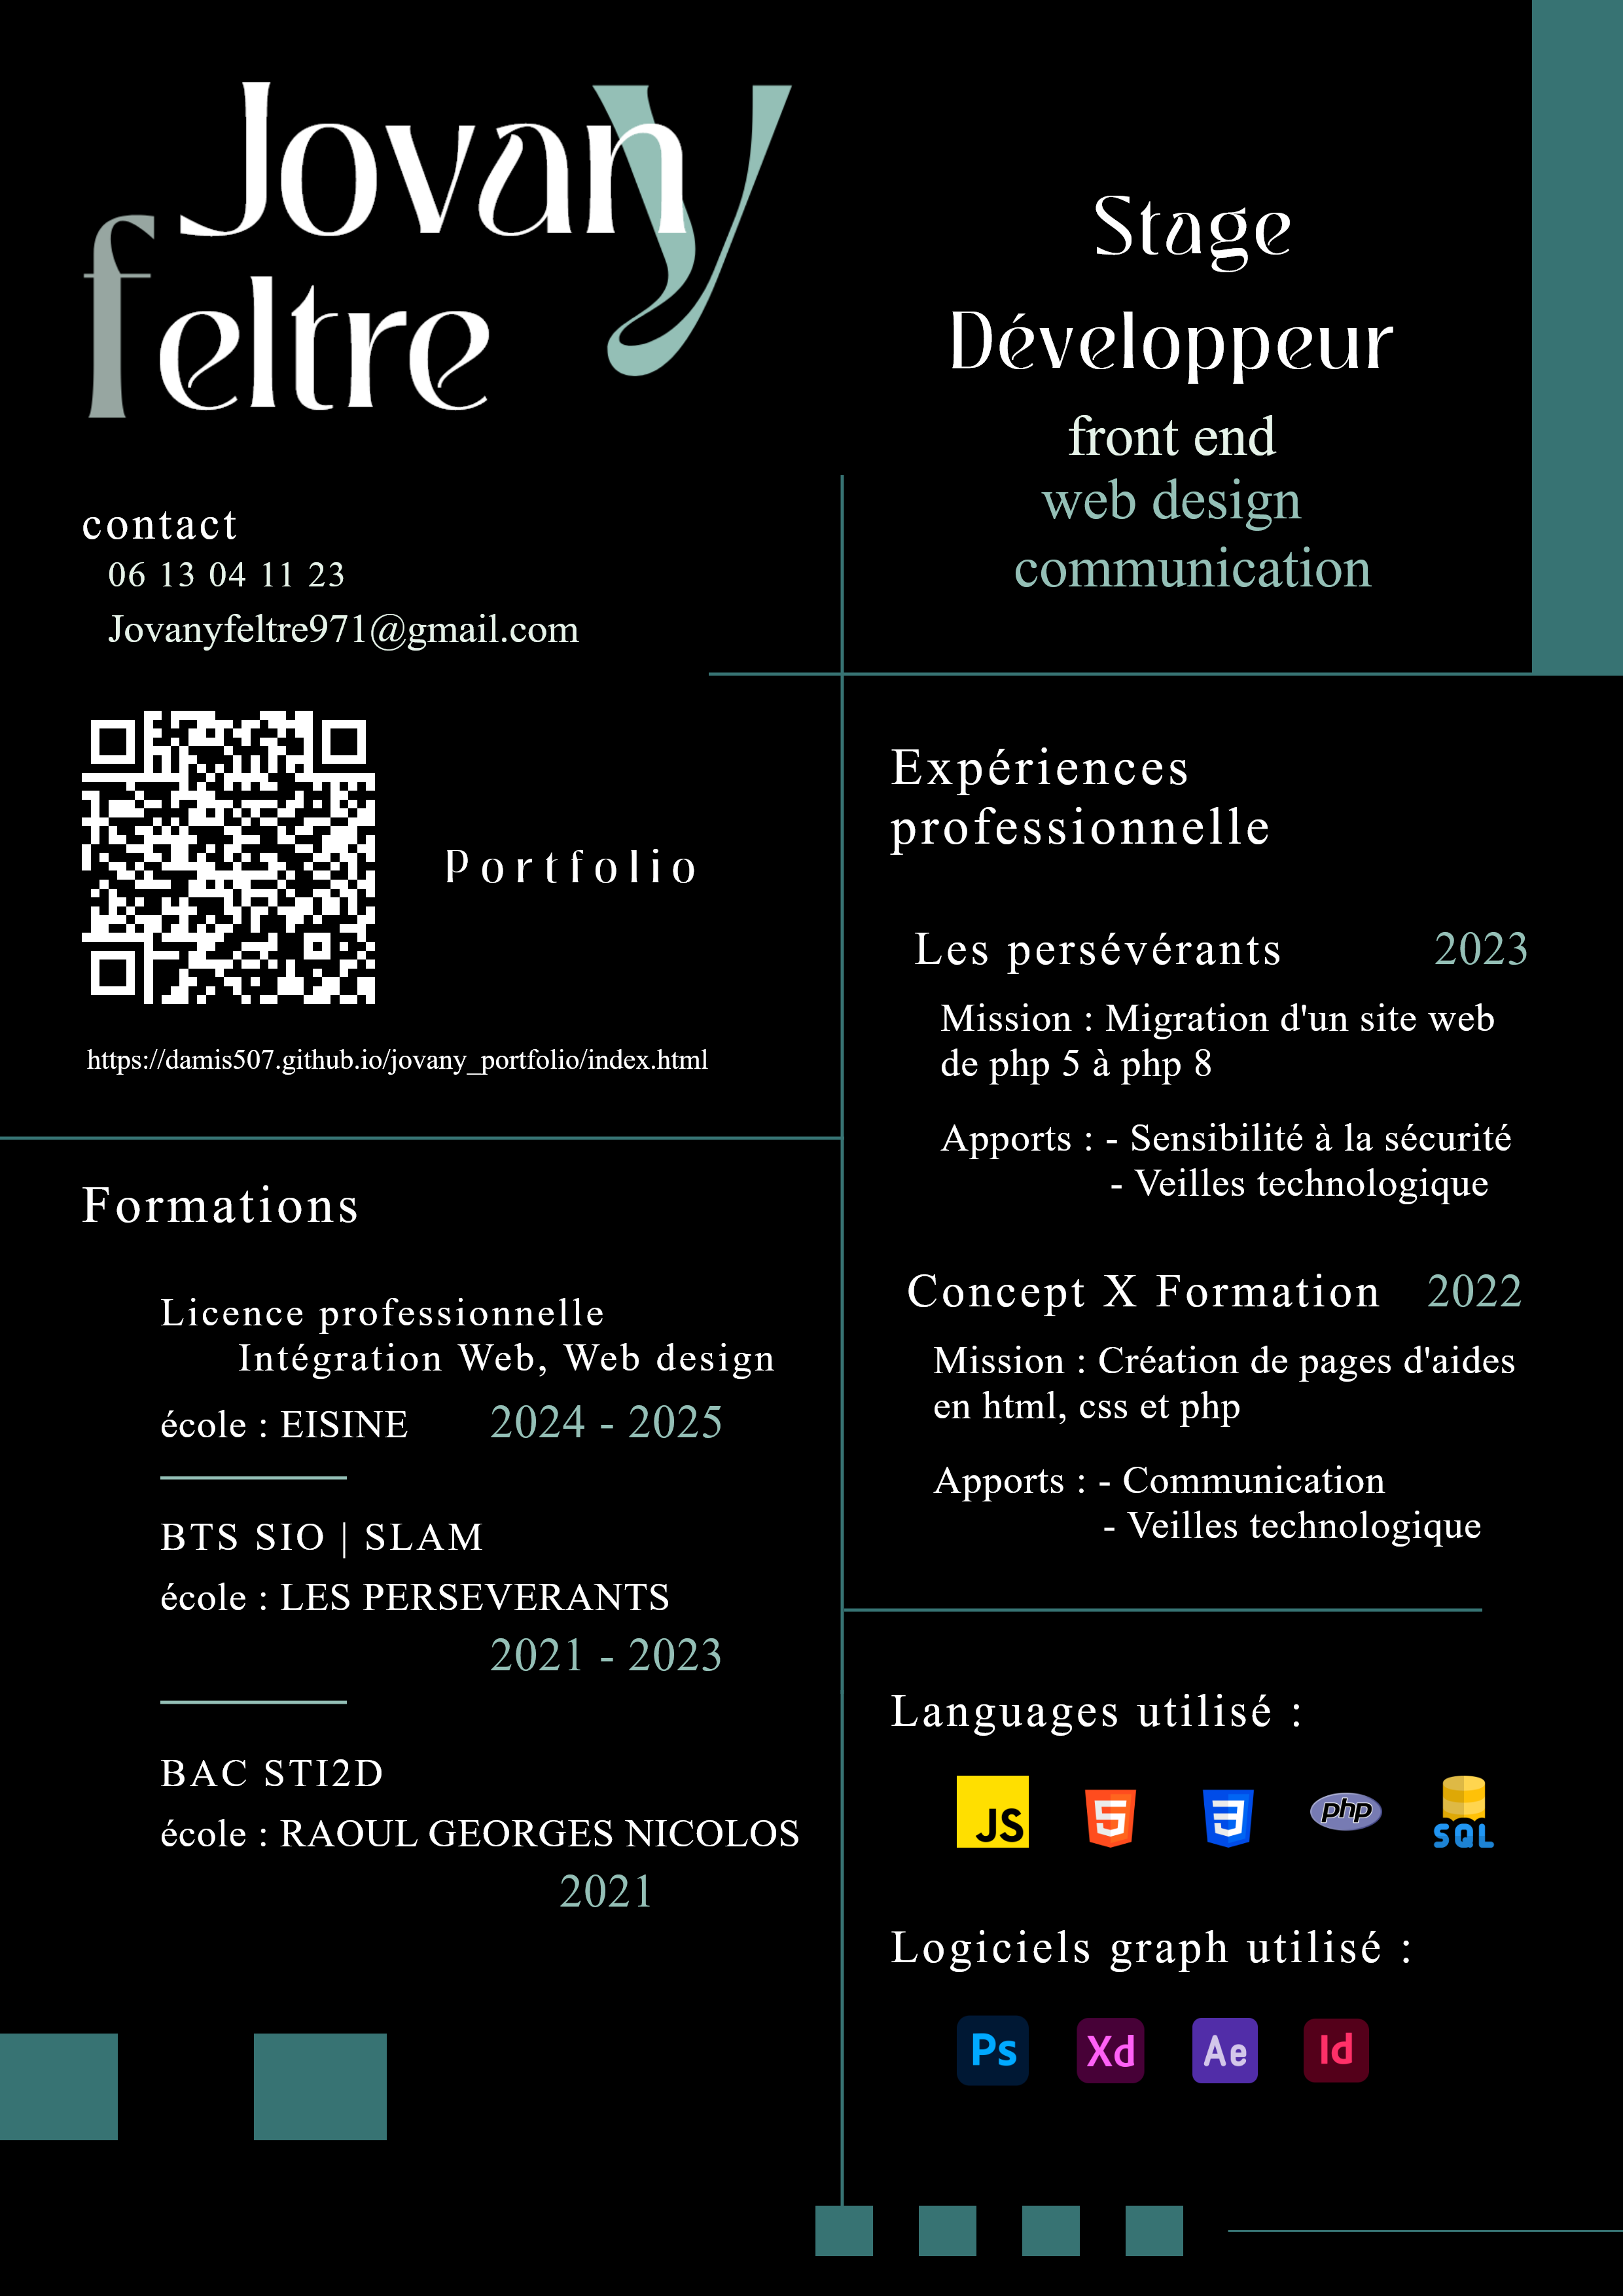 Jovany
feltre
Stage
Développeur
front end
web design
communication
contact
06 13 04 11 23
Jovanyfeltre971@gmail.com
Portfolio
https://damis507.github.io/jovany_portfolio/index.html
Formations
Licence professionnelle
Intégration Web, Web design
école : EISINE 2024 - 2025
BTS SIO | SLAM
école : LES PERSEVERANTS
2021 - 2023
BAC STI2D
école : RAOUL GEORGES NICOLOS
2021
Expériences
professionnelle
Les persévérants 2023
Mission : Migration d'un site web
de php 5 à php 8
Apports : - Sensibilité à la sécurité
- Veilles technologique
Concept X Formation 2022
Mission : Création de pages d'aides
en html, css et php
Apports : - Communication
- Veilles technologique
Languages utilisé :
JS 5 3 php SQL
Logiciels graph utilisé :
Ps Xd Ae Id